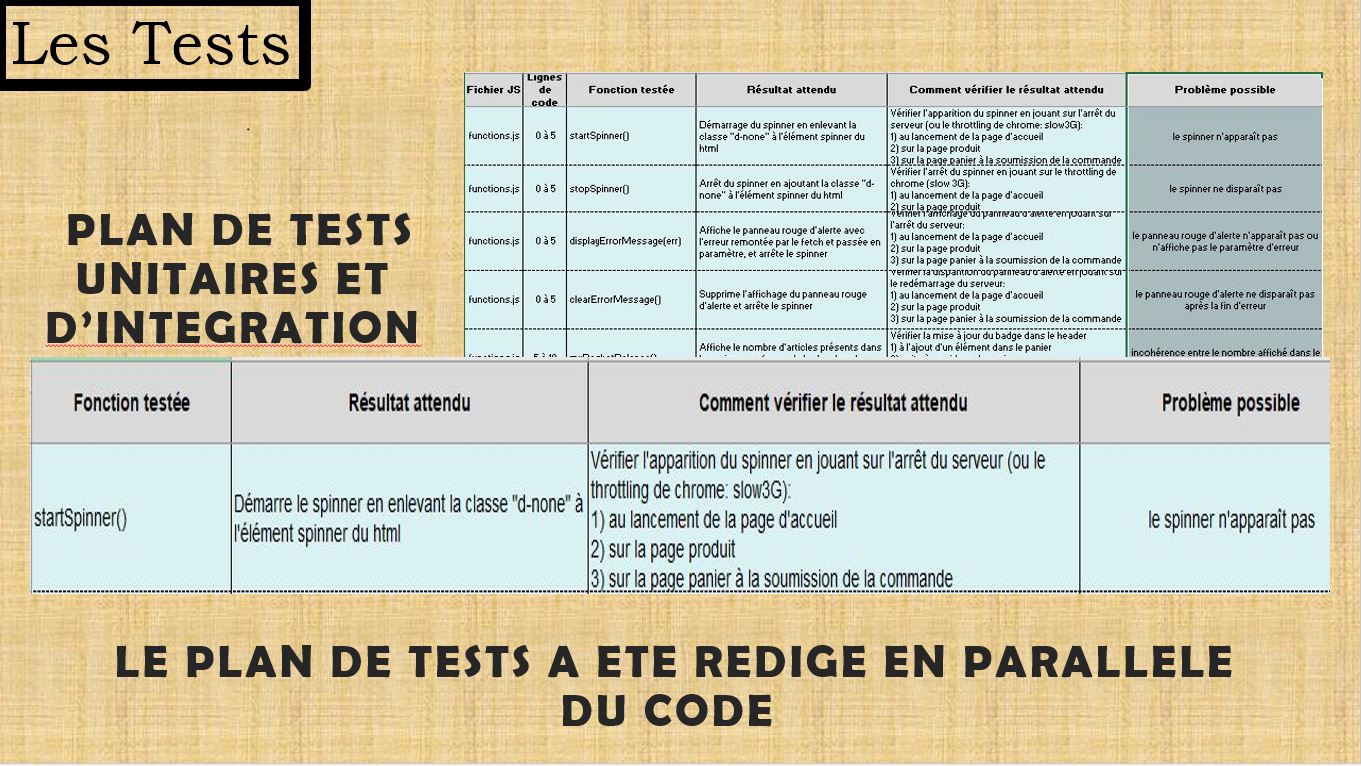 Les Tests
.
Fichier JS
Lignes
de
code
Fonction testée
Résultat attendu
Comment vérifier le résultat attendu
Problème possible
functions.js
0 à 5
startSpinner()
Démarrage du spinner en enlevant la
classe "d-none" à l'élément spinner du
html
Vérifier l'apparition du spinner en jouant sur l'arrêt du
serveur (ou le throttling de chrome: slow3G):
1) au lancement de la page d'accueil
2) sur la page produit
3) sur la page panier à la soumission de la commande
le spinner n'apparaît pas
functions.js
0 à 5
stopSpinner()
Arrêt du spinner en ajoutant la classe "d-
none" à l'élément spinner du html
Vérifier l'arrêt du spinner en jouant sur le throttling de
chrome (slow 3G):
1) au lancement de la page d'accueil
2) sur la page produit
le spinner ne disparaît pas
functions.js
0 à 5
displayErrorMessage(err)
Affiche le panneau rouge d'alerte avec
l'erreur remontée par le fetch et passée en
paramètre, et arrête le spinner
Vérifier l'affichage du panneau d'alerte en jouant sur
l'arrêt du serveur:
1) au lancement de la page d'accueil
2) sur la page produit
3) sur la page panier à la soumission de la commande
le panneau rouge d'alerte n'apparaît pas ou
n'affiche pas le paramètre d'erreur
functions.js
0 à 5
clearErrorMessage()
Supprime l'affichage du panneau rouge
d'alerte et arrête le spinner
Vérifier la disparition du panneau d'alerte en jouant sur
le redémarrage du serveur:
1) au lancement de la page d'accueil
2) sur la page produit
3) sur la page panier à la soumission de la commande
le panneau rouge d'alerte ne disparaît pas
après la fin d'erreur
Affiche le nombre d'articles présents dans
Vérifier la mise à jour du badge dans le header
1) à l'ajout d'un élément dans le panier
incohérence entre le nombre affiché dans le
PLAN DE TESTS
UNITAIRES ET
D'INTEGRATION
Fonction testée
Résultat attendu
Comment vérifier le résultat attendu
Problème possible
startSpinner()
Démarre le spinner en enlevant la classe "d-none" à
l'élément spinner du html
Vérifier l'apparition du spinner en jouant sur l'arrêt du serveur (ou le
throttling de chrome: slow3G):
1) au lancement de la page d'accueil
2) sur la page produit
3) sur la page panier à la soumission de la commande
le spinner n'apparaît pas
LE PLAN DE TESTS A ETE REDIGE EN PARALLELE
DU CODE